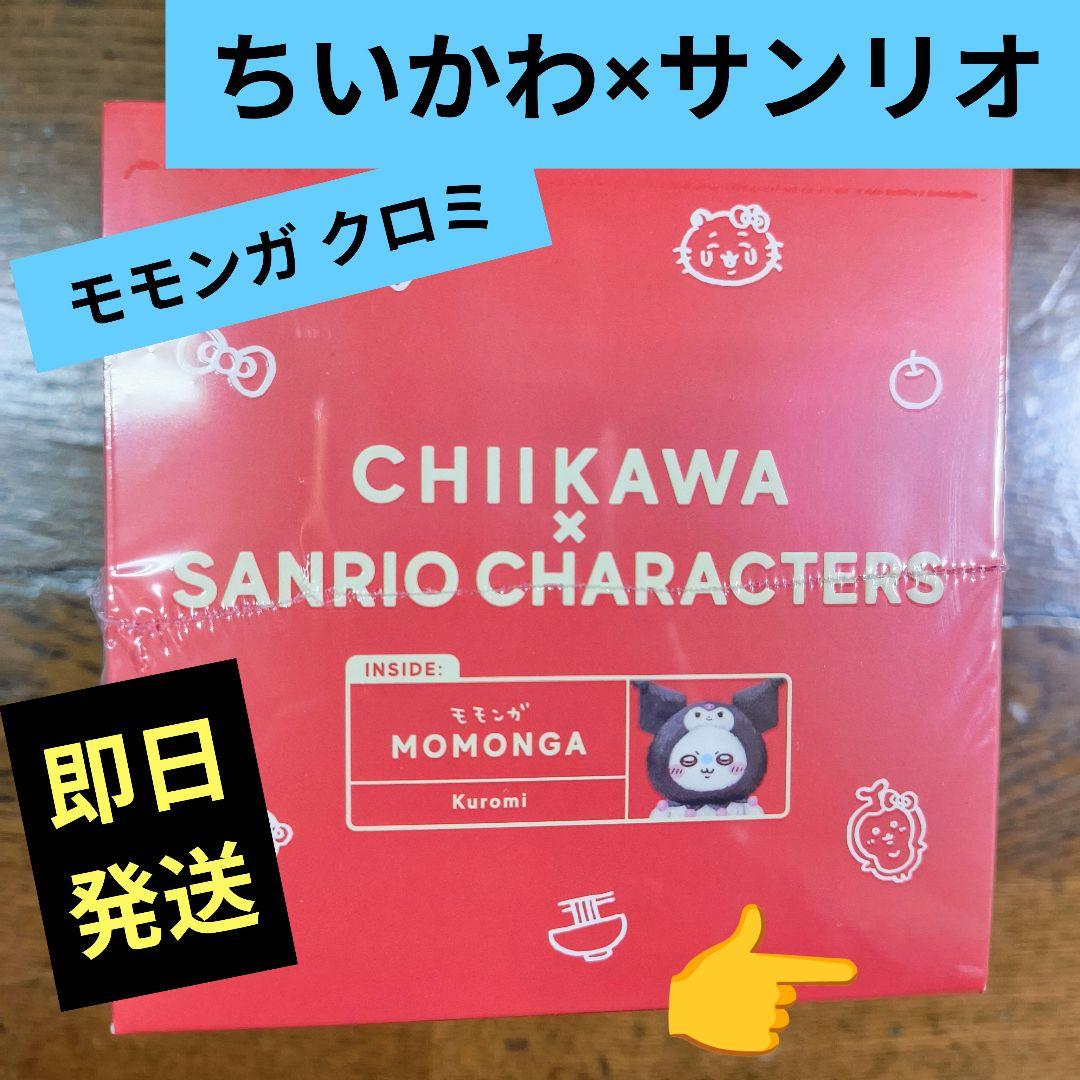 ちいかわ×サンリオ
モモンガ クロミ
CHIIKAWA
×
SANRIO CHARACTERS
INSIDE:
モモンガ
MOMONGA
Kuromi
即日
発送